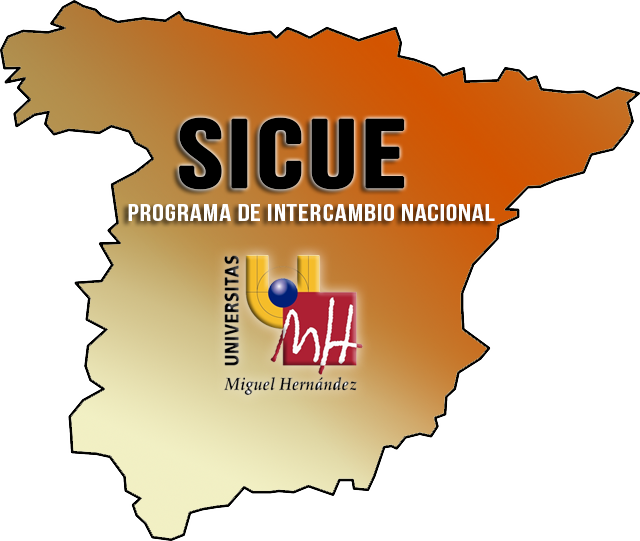 SICUE
PROGRAMA DE INTERCAMBIO NACIONAL
UNIVERSITAS
U
MH
Miguel Hernández